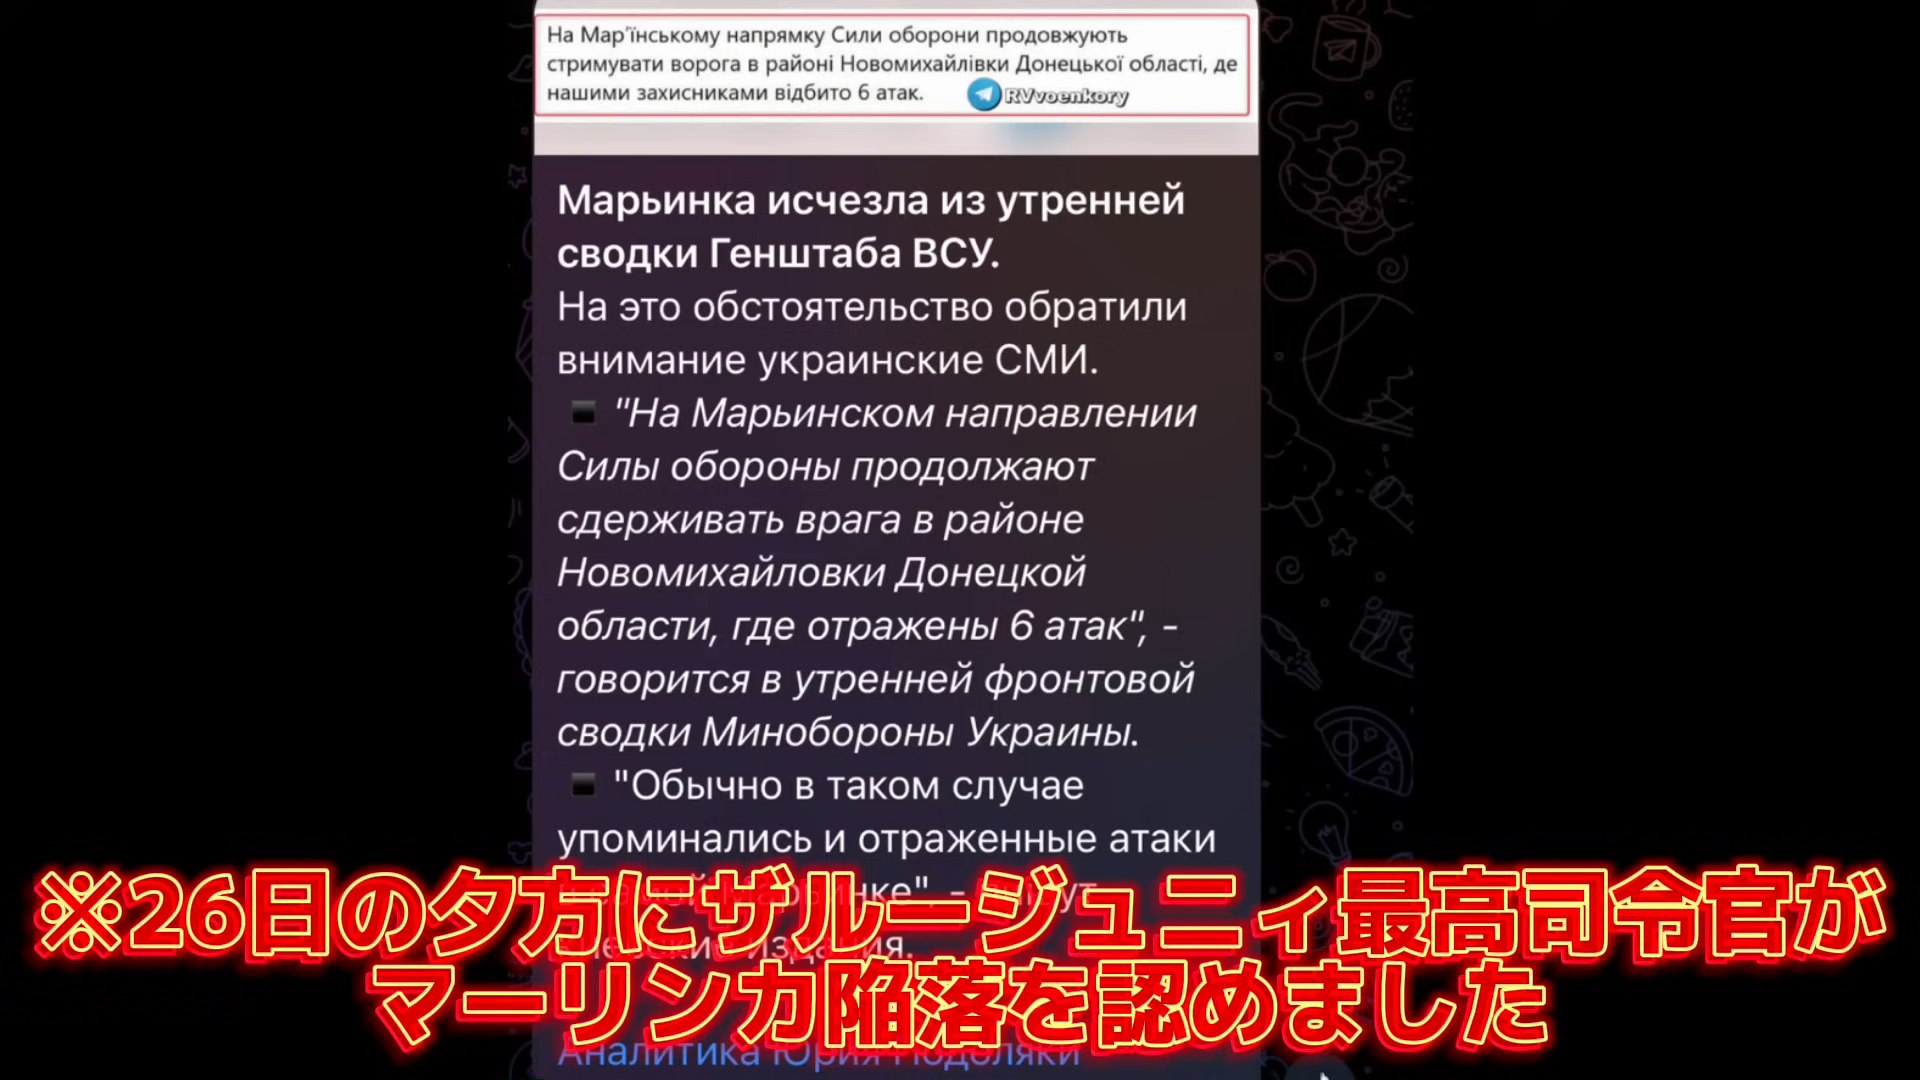 На Мар'їнському напрямку Сили оборони продовжують
стримувати ворога в районі Новомихайлівки Донецької області, де
нашими захисниками відбито 6 атак.
RVvoenkory
Марьинка исчезла из утренней
сводки Генштаба ВСУ.
На это обстоятельство обратили
внимание украинские СМИ.
"На Марьинском направлении
Силы обороны продолжают
сдерживать врага в районе
Новомихайловки Донецкой
области, где отражены 6 атак", -
говорится в утренней фронтовой
сводки Минобороны Украины.
"Обычно в таком случае
упоминались и отраженные атаки
издания.
※26日の夕方にザルージュニィ最高司令官が
マーリンカ陥落を認めました
Аналитика Юрия Подоляки